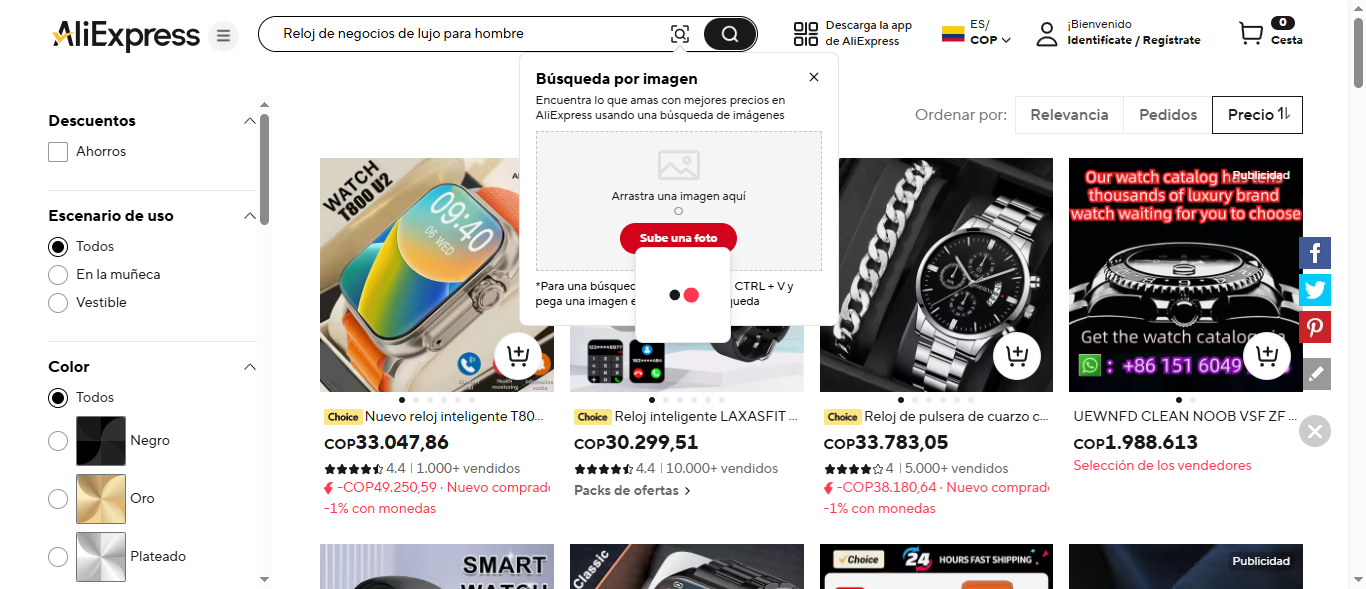 AliExpress
Reloj de negocios de lujo para hombre
Descarga la app
de AliExpress
ES/
COP
¡Bienvenido
Identifícate / Regístrate
0
Cesta
Búsqueda por imagen
Encuentra lo que amas con mejores precios en
AliExpress usando una búsqueda de imágenes
Arrastra una imagen aquí
O
Sube una foto
*Para una búsqued
CTRL + V y
pega una imagen e
queda
Descuentos
Ahorros
Escenario de uso
Todos
En la muñeca
Vestible
Color
Todos
Negro
Oro
Plateado
Ordenar por:
Relevancia
Pedidos
Precio
WATCH
T800 U2
09:40
06 WED
Our watch catalog has tens
thousands of luxury brand
watch waiting for you to choose
Publicidad
Get the watch catalog
: +86 151 6049
Choice Nuevo reloj inteligente T80...
COP33.047,86
4.4 | 1.000+ vendidos
-COP49.250,59 · Nuevo comprado
-1% con monedas
Choice Reloj inteligente LAXASFIT ...
COP30.299,51
4.4 | 10.000+ vendidos
Packs de ofertas >
Choice Reloj de pulsera de cuarzo c...
COP33.783,05
4 | 5.000+ vendidos
-COP38.180,64 · Nuevo comprado
-1% con monedas
UEWNFD CLEAN NOOB VSF ZF ...
COP1.988.613
Selección de los vendedores
SMART
WATCH
Classic
Choice
24 HOURS FAST SHIPPING
Publicidad